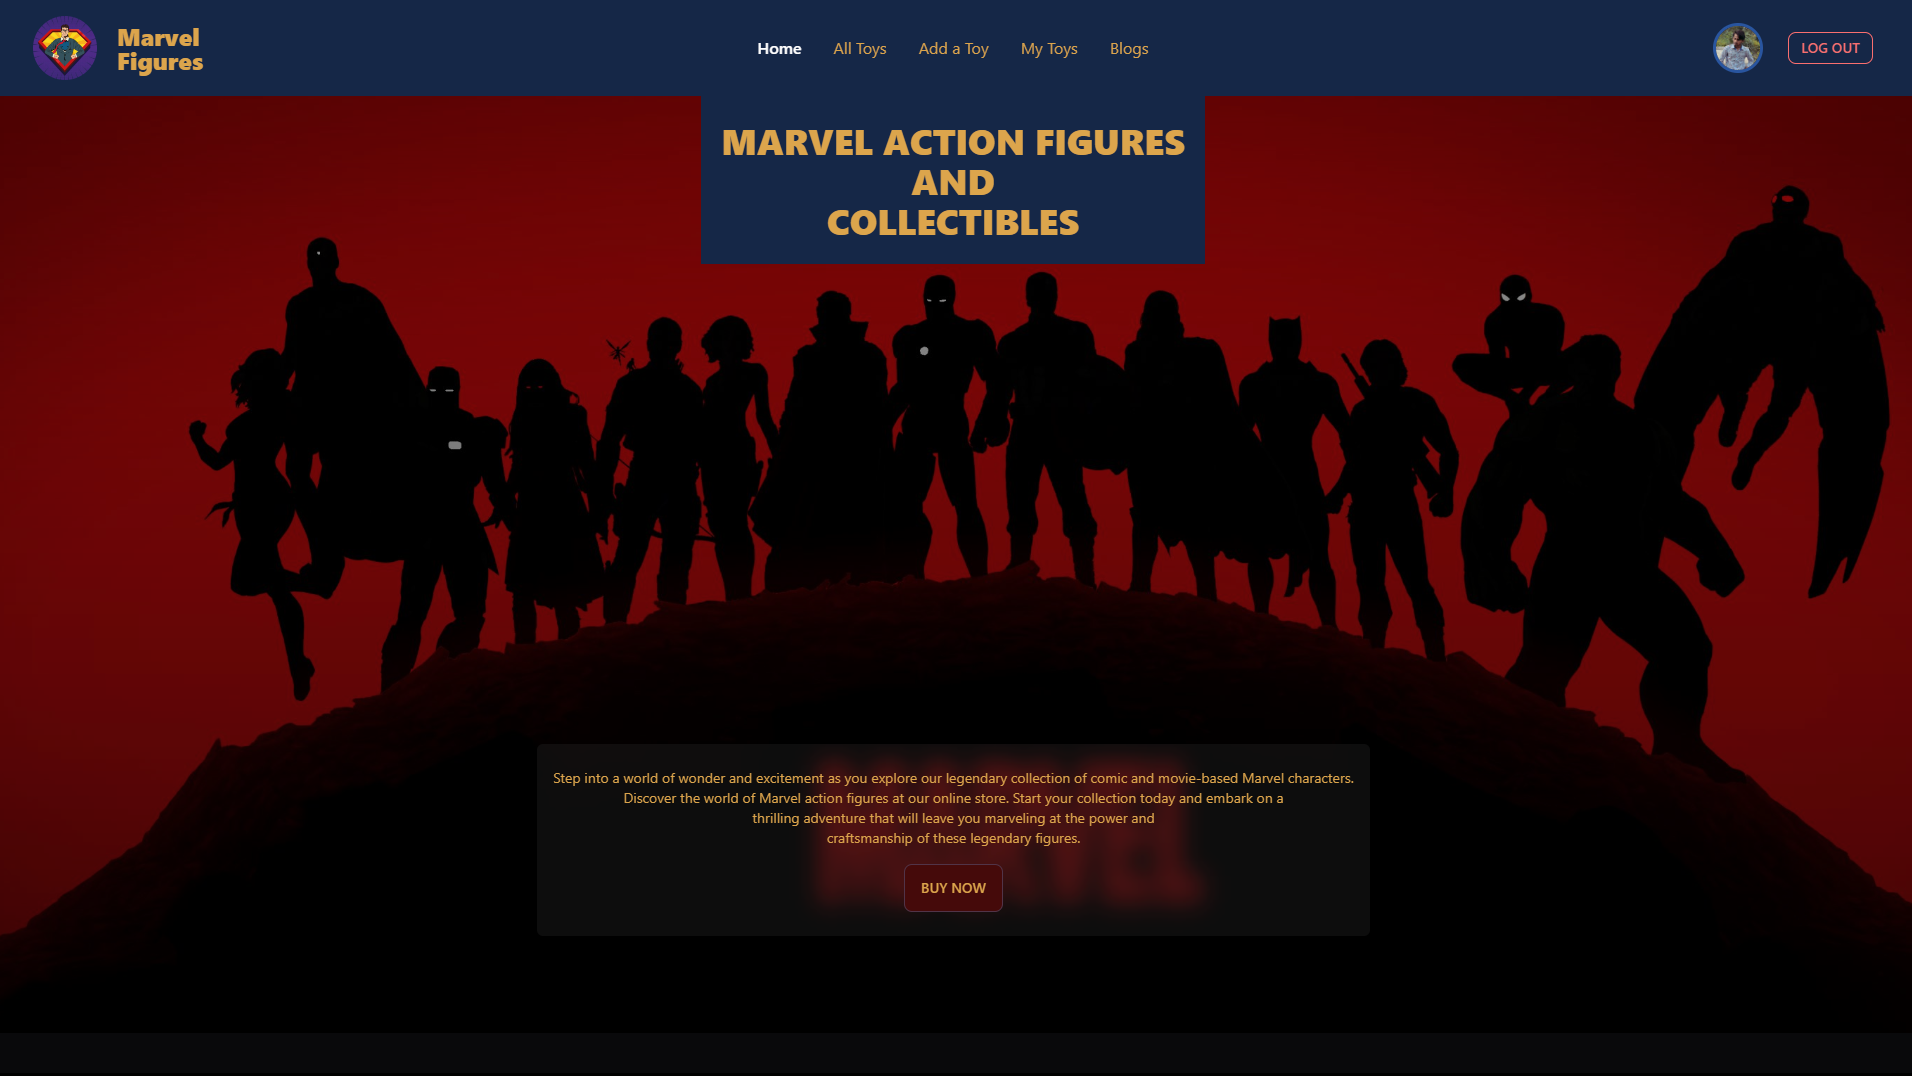 Marvel
Figures
Home
All Toys
Add a Toy
My Toys
Blogs
LOG OUT
MARVEL ACTION FIGURES
AND
COLLECTIBLES
Step into a world of wonder and excitement as you explore our legendary collection of comic and movie-based Marvel characters.
Discover the world of Marvel action figures at our online store. Start your collection today and embark on a
thrilling adventure that will leave you marveling at the power and
craftsmanship of these legendary figures.
BUY NOW